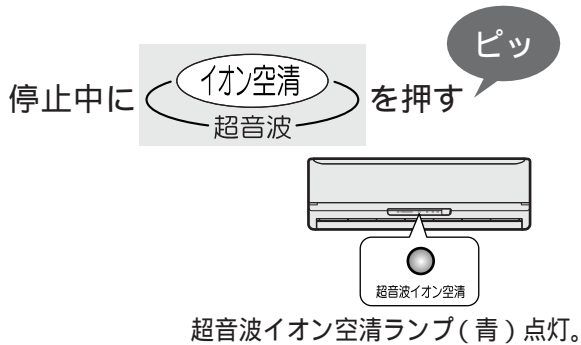 ピッ
停止中に イオン空清 を押す
超音波
超音波イオン空清
超音波イオン空清ランプ(青)点灯。